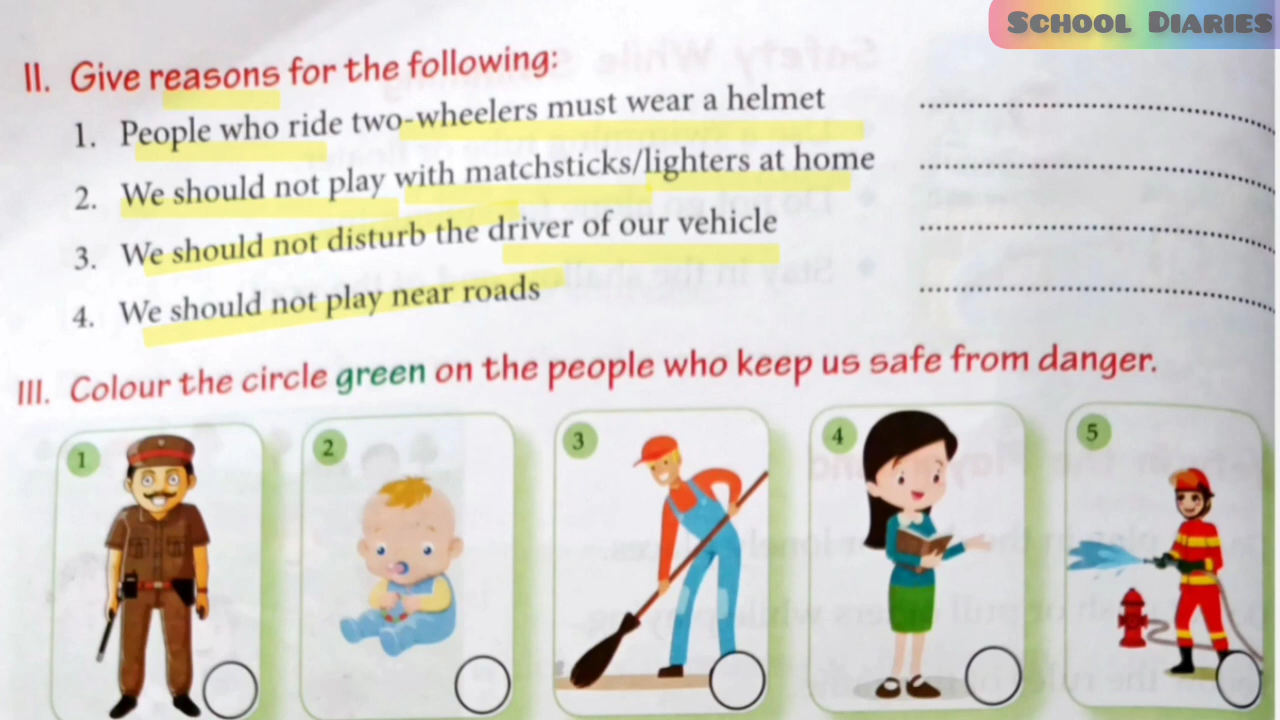 School Diaries
II. Give reasons for the following:
1. People who ride two-wheelers must wear a helmet
2. We should not play with matchsticks/lighters at home
3. We should not disturb the driver of our vehicle
4. We should not play near roads
III. Colour the circle green on the people who keep us safe from danger.
1 2 3 4 5